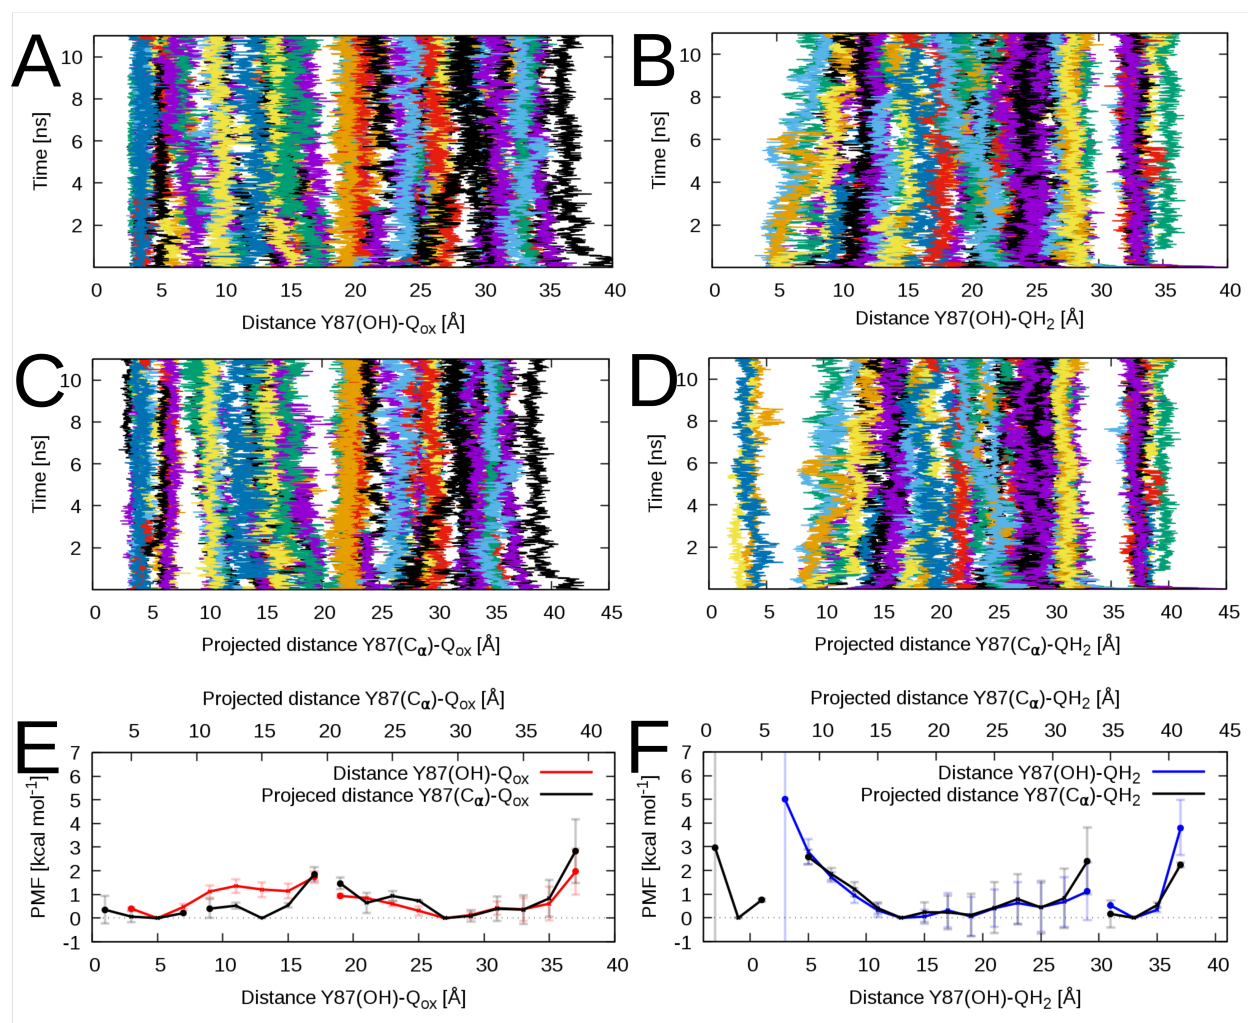 A
Time [ns]
10
8
6
4
2
0 5 10 15 20 25 30 35 40
Distance Y87(OH)-Qox [Å]
B
Time [ns]
10
8
6
4
2
0 5 10 15 20 25 30 35 40
Distance Y87(OH)-QH2 [Å]
C
Time [ns]
10
8
6
4
2
0 5 10 15 20 25 30 35 40 45
Projected distance Y87(Cα)-Qox [Å]
D
Time [ns]
10
8
6
4
2
0 5 10 15 20 25 30 35 40 45
Projected distance Y87(Cα)-QH2 [Å]
Projected distance Y87(Cα)-Qox [Å]
5 10 15 20 25 30 35 40
E
PMF [kcal mol-1]
7
6
5
4
3
2
1
0
-1
Distance Y87(OH)-Qox
Projeced distance Y87(Cα)-Qox
0 5 10 15 20 25 30 35 40
Distance Y87(OH)-Qox [Å]
Projected distance Y87(Cα)-QH2 [Å]
0 5 10 15 20 25 30 35 40 45
F
PMF [kcal mol-1]
7
6
5
4
3
2
1
0
-1
Distance Y87(OH)-QH2
Projected distance Y87(Cα)-QH2
0 5 10 15 20 25 30 35 40
Distance Y87(OH)-QH2 [Å]